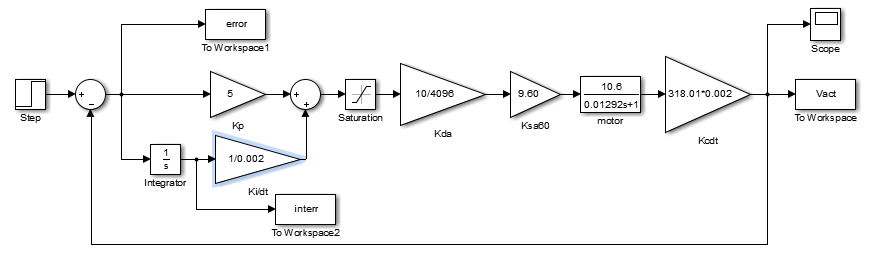 error
To Workspace1
Scope
Step
+
−
5
Kp
+
+
Saturation
10/4096
Kda
9.60
Ksa60
10.6
0.01292s+1
motor
318.01*0.002
Kcdt
Vact
To Workspace
1
s
Integrator
1/0.002
Ki/dt
interr
To Workspace2